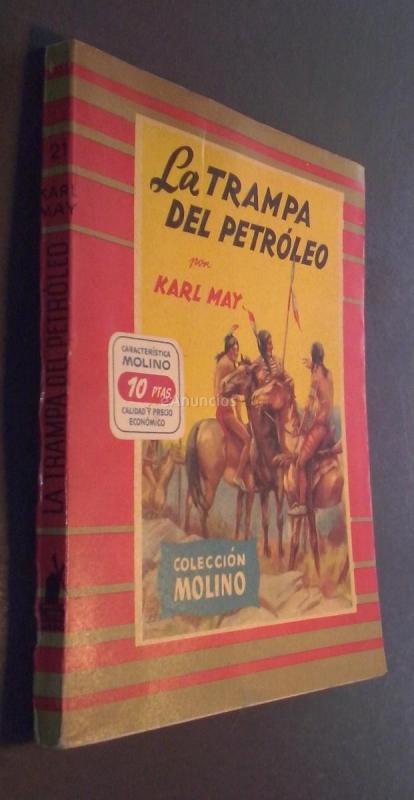 La TRAMPA
DEL PETRÓLEO
por
KARL MAY
CARACTERÍSTICA
MOLINO
10 PTAS.
CALIDAD Y PRECIO
ECONÓMICO
COLECCIÓN
MOLINO
21
KARL
MAY
LA TRAMPA DEL PETRÓLEO
Anuncios